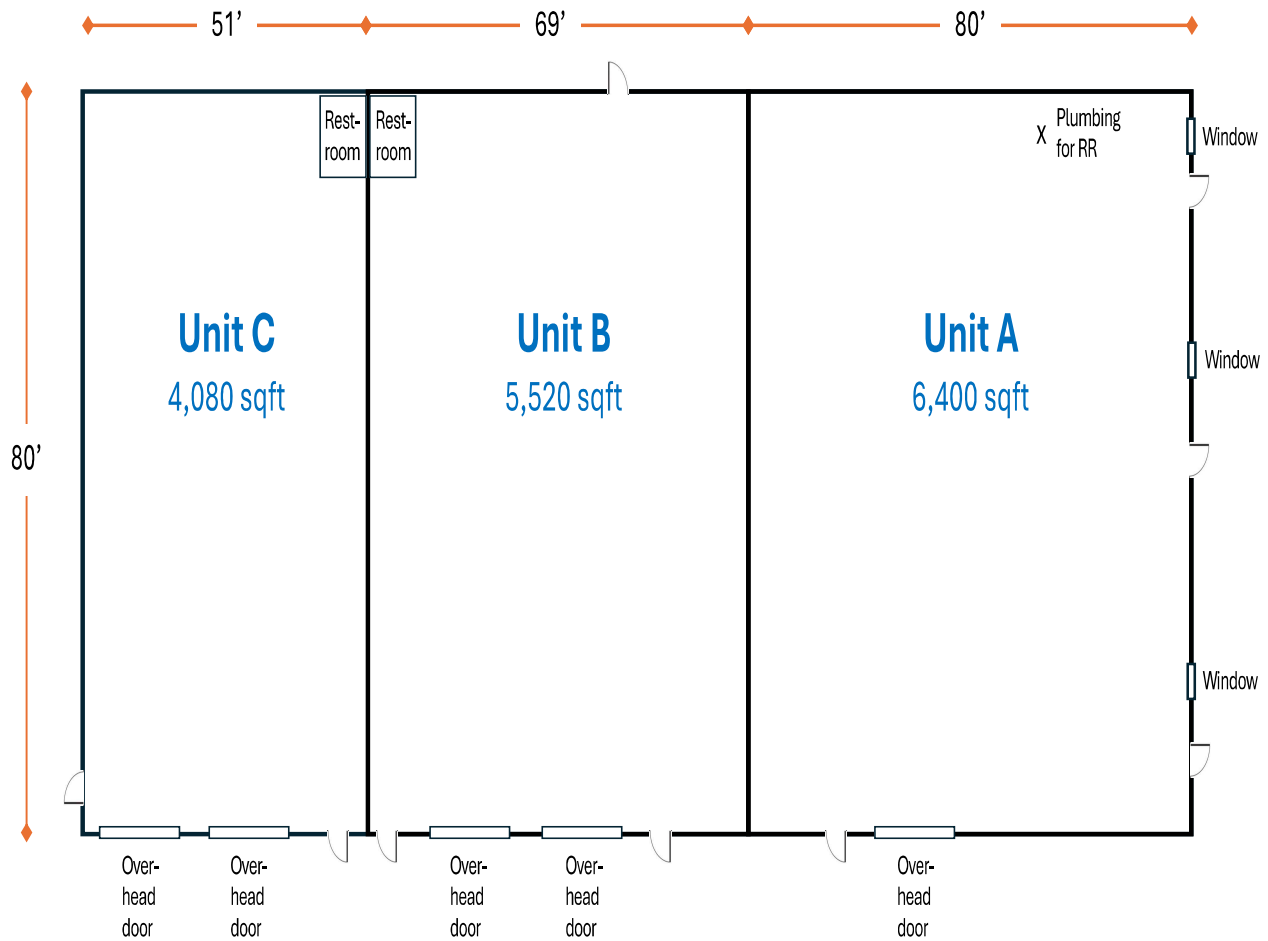 51’
69’
80’
Rest-
room
Rest-
room
X
Plumbing
for RR
Window
Unit C
4,080 sqft
Unit B
5,520 sqft
Unit A
6,400 sqft
Window
80’
Window
Over-
head
door
Over-
head
door
Over-
head
door
Over-
head
door
Over-
head
door